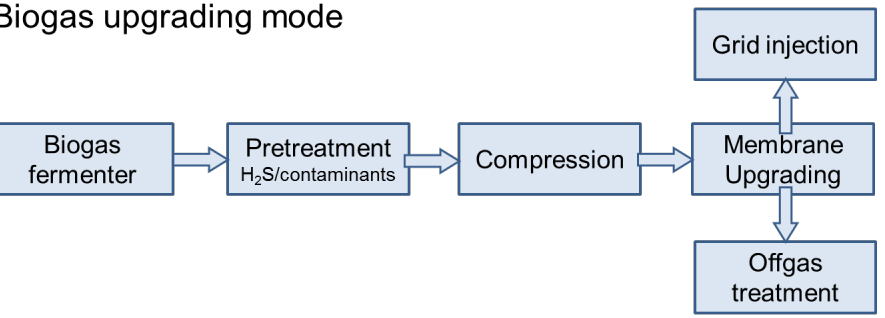 Biogas upgrading mode
Grid injection
Biogas
fermenter
Pretreatment
H₂S/contaminants
Compression
Membrane
Upgrading
Offgas
treatment